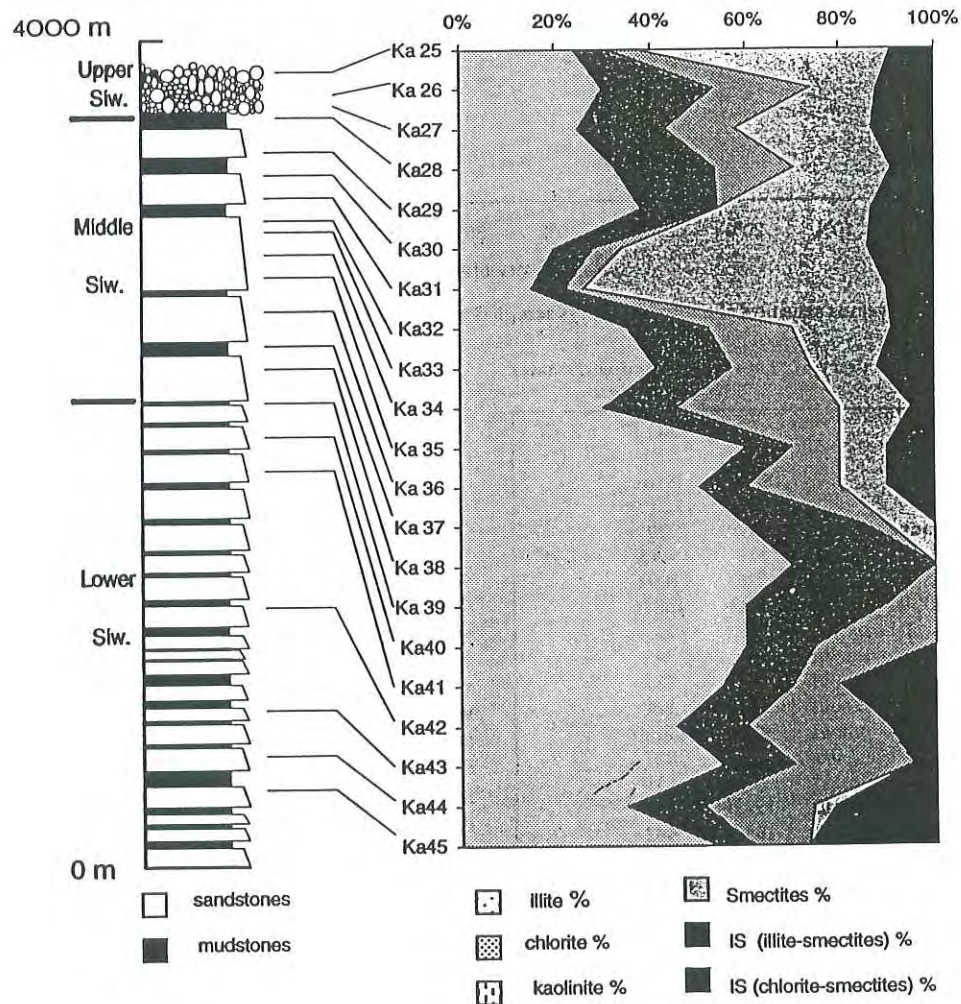 4000 m
0% 20% 40% 60% 80% 100%
Upper
Siw.
Middle
Siw.
Lower
Siw.
0 m
Ka 25
Ka 26
Ka27
Ka28
Ka29
Ka30
Ka31
Ka32
Ka33
Ka 34
Ka35
Ka 36
Ka 37
Ka 38
Ka 39
Ka40
Ka41
Ka42
Ka43
Ka44
Ka45
sandstones
mudstones
illite %
chlorite %
kaolinite %
Smectites %
IS (illite-smectites) %
IS (chlorite-smectites) %